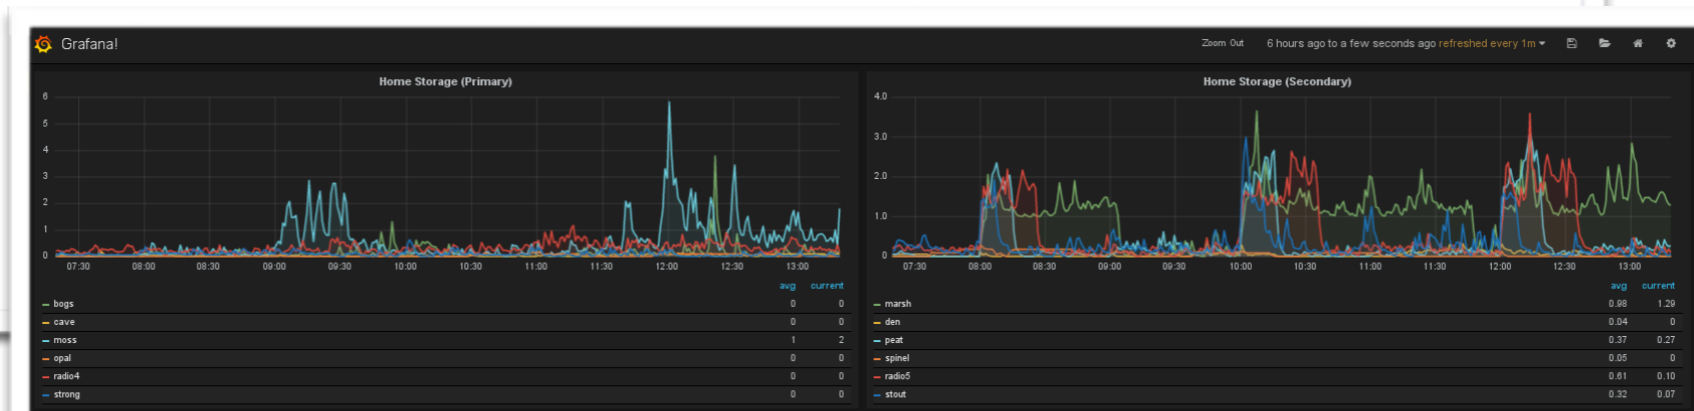 Grafana!
Zoom Out 6 hours ago to a few seconds ago refreshed every 1m
Home Storage (Primary)
6
5
4
3
2
1
0
07:30 08:00 08:30 09:00 09:30 10:00 10:30 11:00 11:30 12:00 12:30 13:00
avg current
bogs 0 0
cave 0 0
moss 1 2
opal 0 0
radio4 0 0
strong 0 0
Home Storage (Secondary)
4.0
3.0
2.0
1.0
0
07:30 08:00 08:30 09:00 09:30 10:00 10:30 11:00 11:30 12:00 12:30 13:00
avg current
marsh 0.98 1.29
den 0.04 0
peat 0.37 0.27
spinel 0.05 0
radio5 0.61 0.10
stout 0.32 0.07